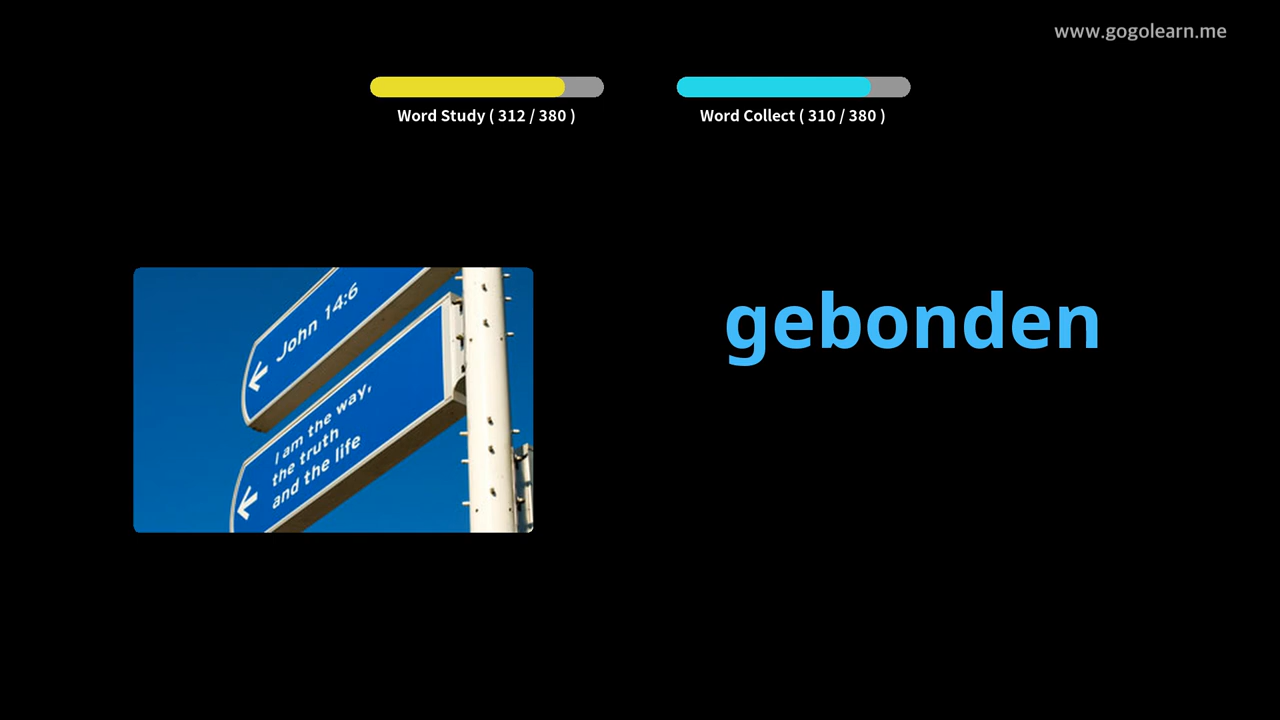 www.gogolearn.me
Word Study ( 312 / 380 )
Word Collect ( 310 / 380 )
John 14:6
I am the way,
the truth
and the life
gebonden